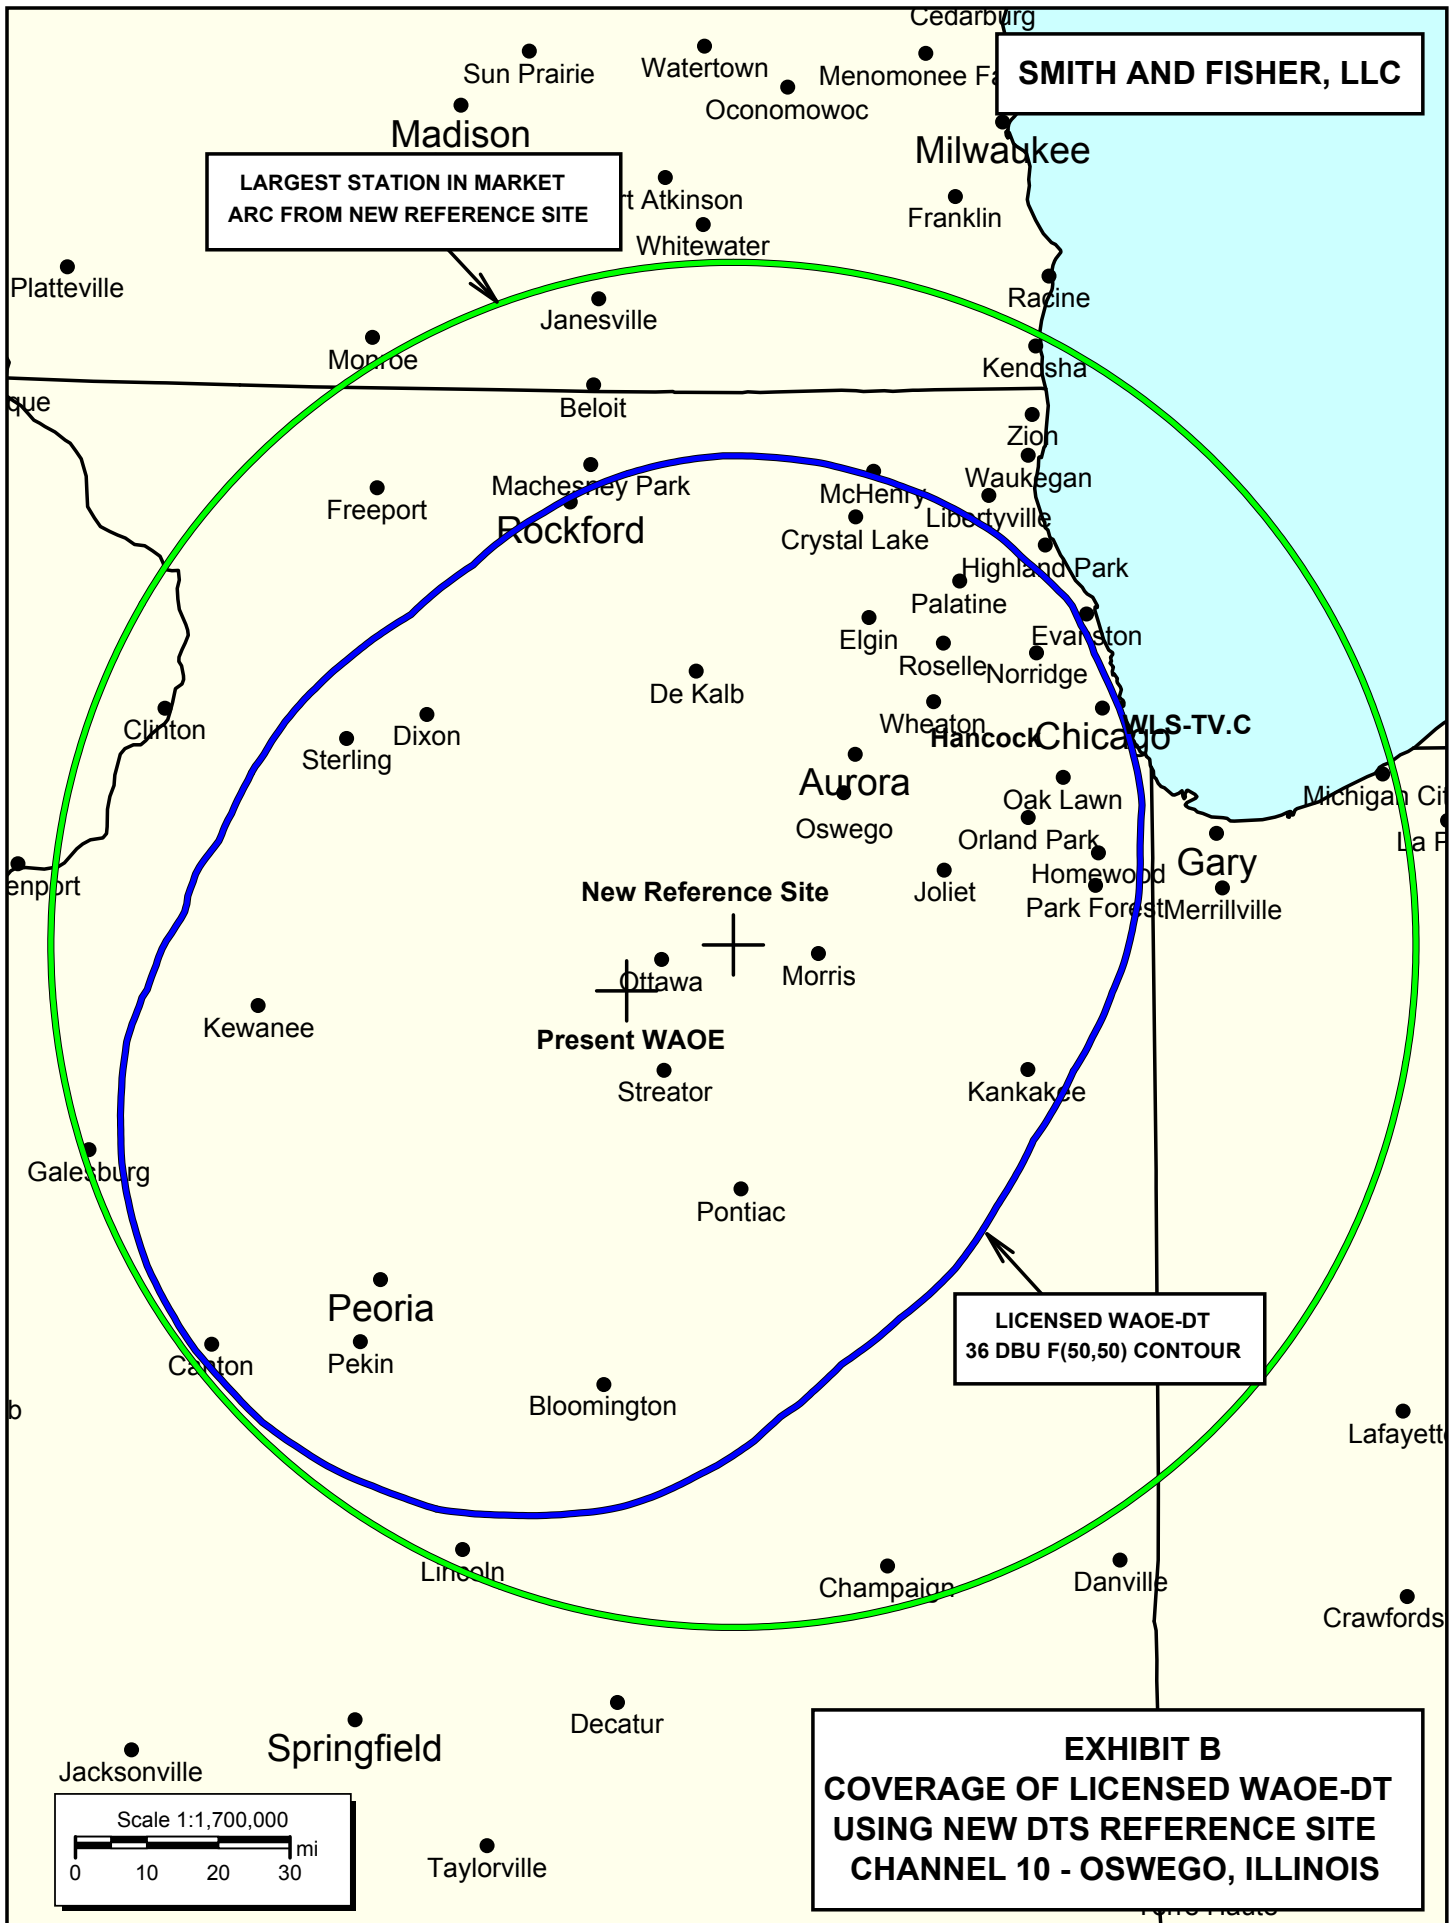 Cedarburg
Sun Prairie
Watertown
Menomonee Fa
SMITH AND FISHER, LLC
Oconomowoc
Madison
Milwaukee
LARGEST STATION IN MARKET
ARC FROM NEW REFERENCE SITE
rt Atkinson
Franklin
Whitewater
Platteville
Racine
Janesville
Monroe
Kenosha
que
Beloit
Zion
Waukegan
Machesney Park
McHenry
Freeport
Libertyville
Rockford
Crystal Lake
Highland Park
Palatine
Elgin
Evanston
Roselle
Norridge
De Kalb
Clinton
Dixon
Wheaton
WLS-TV.C
Hancock
Chicago
Sterling
Aurora
Michigan Cit
Oak Lawn
Oswego
Orland Park
La P
Gary
Homewood
enport
New Reference Site
Joliet
Park Forest
Merrillville
Ottawa
Morris
Kewanee
Present WAOE
Streator
Kankakee
Galesburg
Pontiac
Peoria
LICENSED WAOE-DT
36 DBU F(50,50) CONTOUR
Canton
Pekin
Bloomington
b
Lafayett
Lincoln
Champaign
Danville
Crawfords
Decatur
Springfield
Jacksonville
EXHIBIT B
COVERAGE OF LICENSED WAOE-DT
USING NEW DTS REFERENCE SITE
CHANNEL 10 - OSWEGO, ILLINOIS
Scale 1:1,700,000
mi
0 10 20 30
Taylorville